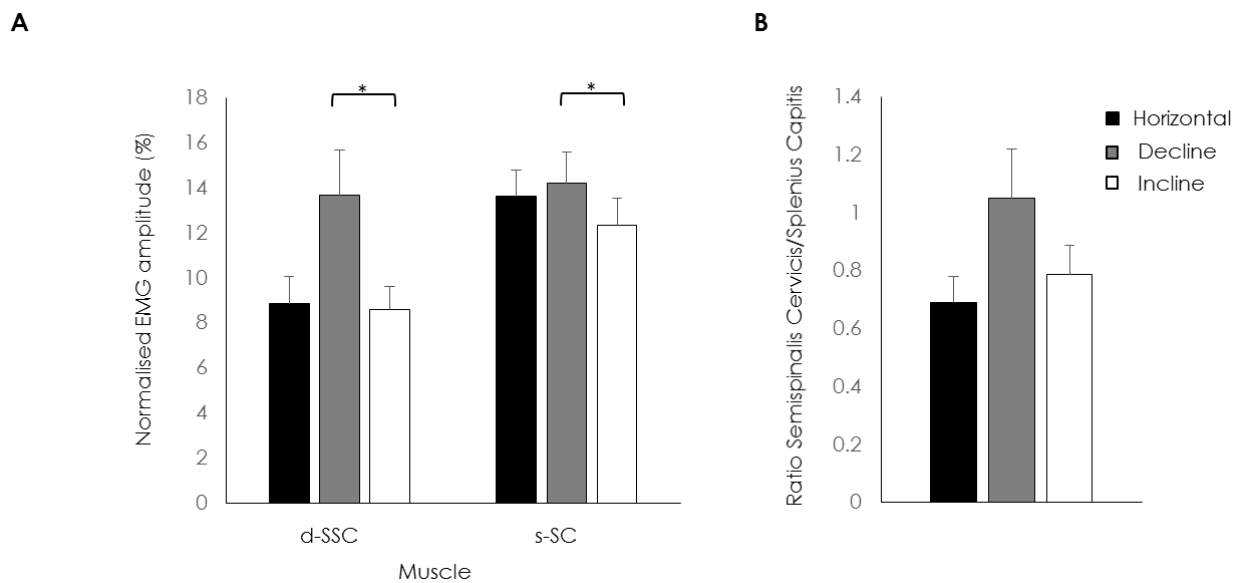 A
Normalised EMG amplitude (%)
18
16
14
12
10
8
6
4
2
0
*
*
d-SSC
s-SC
Muscle
B
Ratio Semispinalis Cervicis/Splenius Capitis
1.4
1.2
1
0.8
0.6
0.4
0.2
0
Horizontal
Decline
Incline